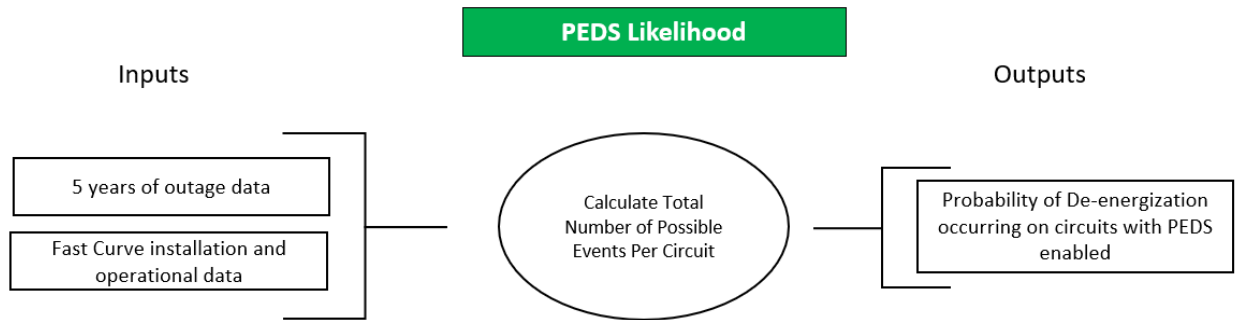 PEDS Likelihood
Inputs
Outputs
5 years of outage data
Fast Curve installation and
operational data
Calculate Total
Number of Possible
Events Per Circuit
Probability of De-energization
occurring on circuits with PEDS
enabled